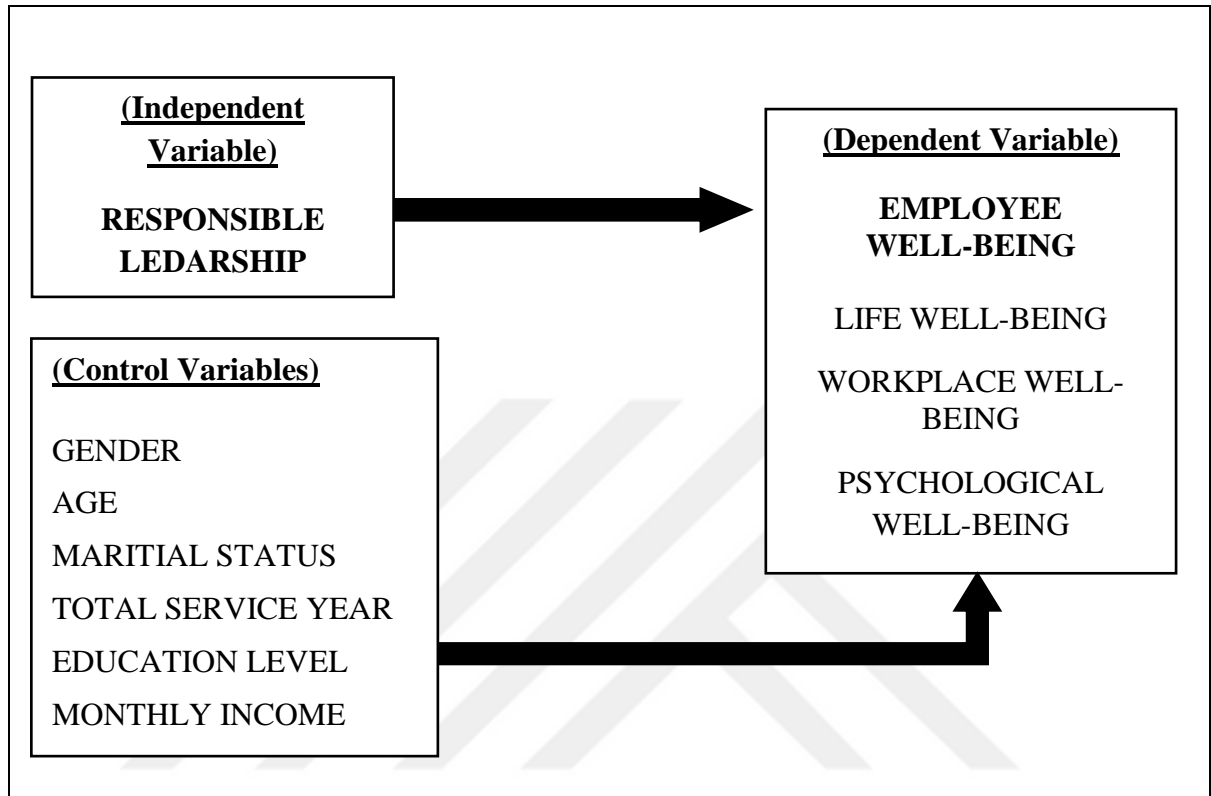 (Independent
Variable)
RESPONSIBLE
LEDARSHIP
(Control Variables)
GENDER
AGE
MARITIAL STATUS
TOTAL SERVICE YEAR
EDUCATION LEVEL
MONTHLY INCOME
(Dependent Variable)
EMPLOYEE
WELL-BEING
LIFE WELL-BEING
WORKPLACE WELL-
BEING
PSYCHOLOGICAL
WELL-BEING